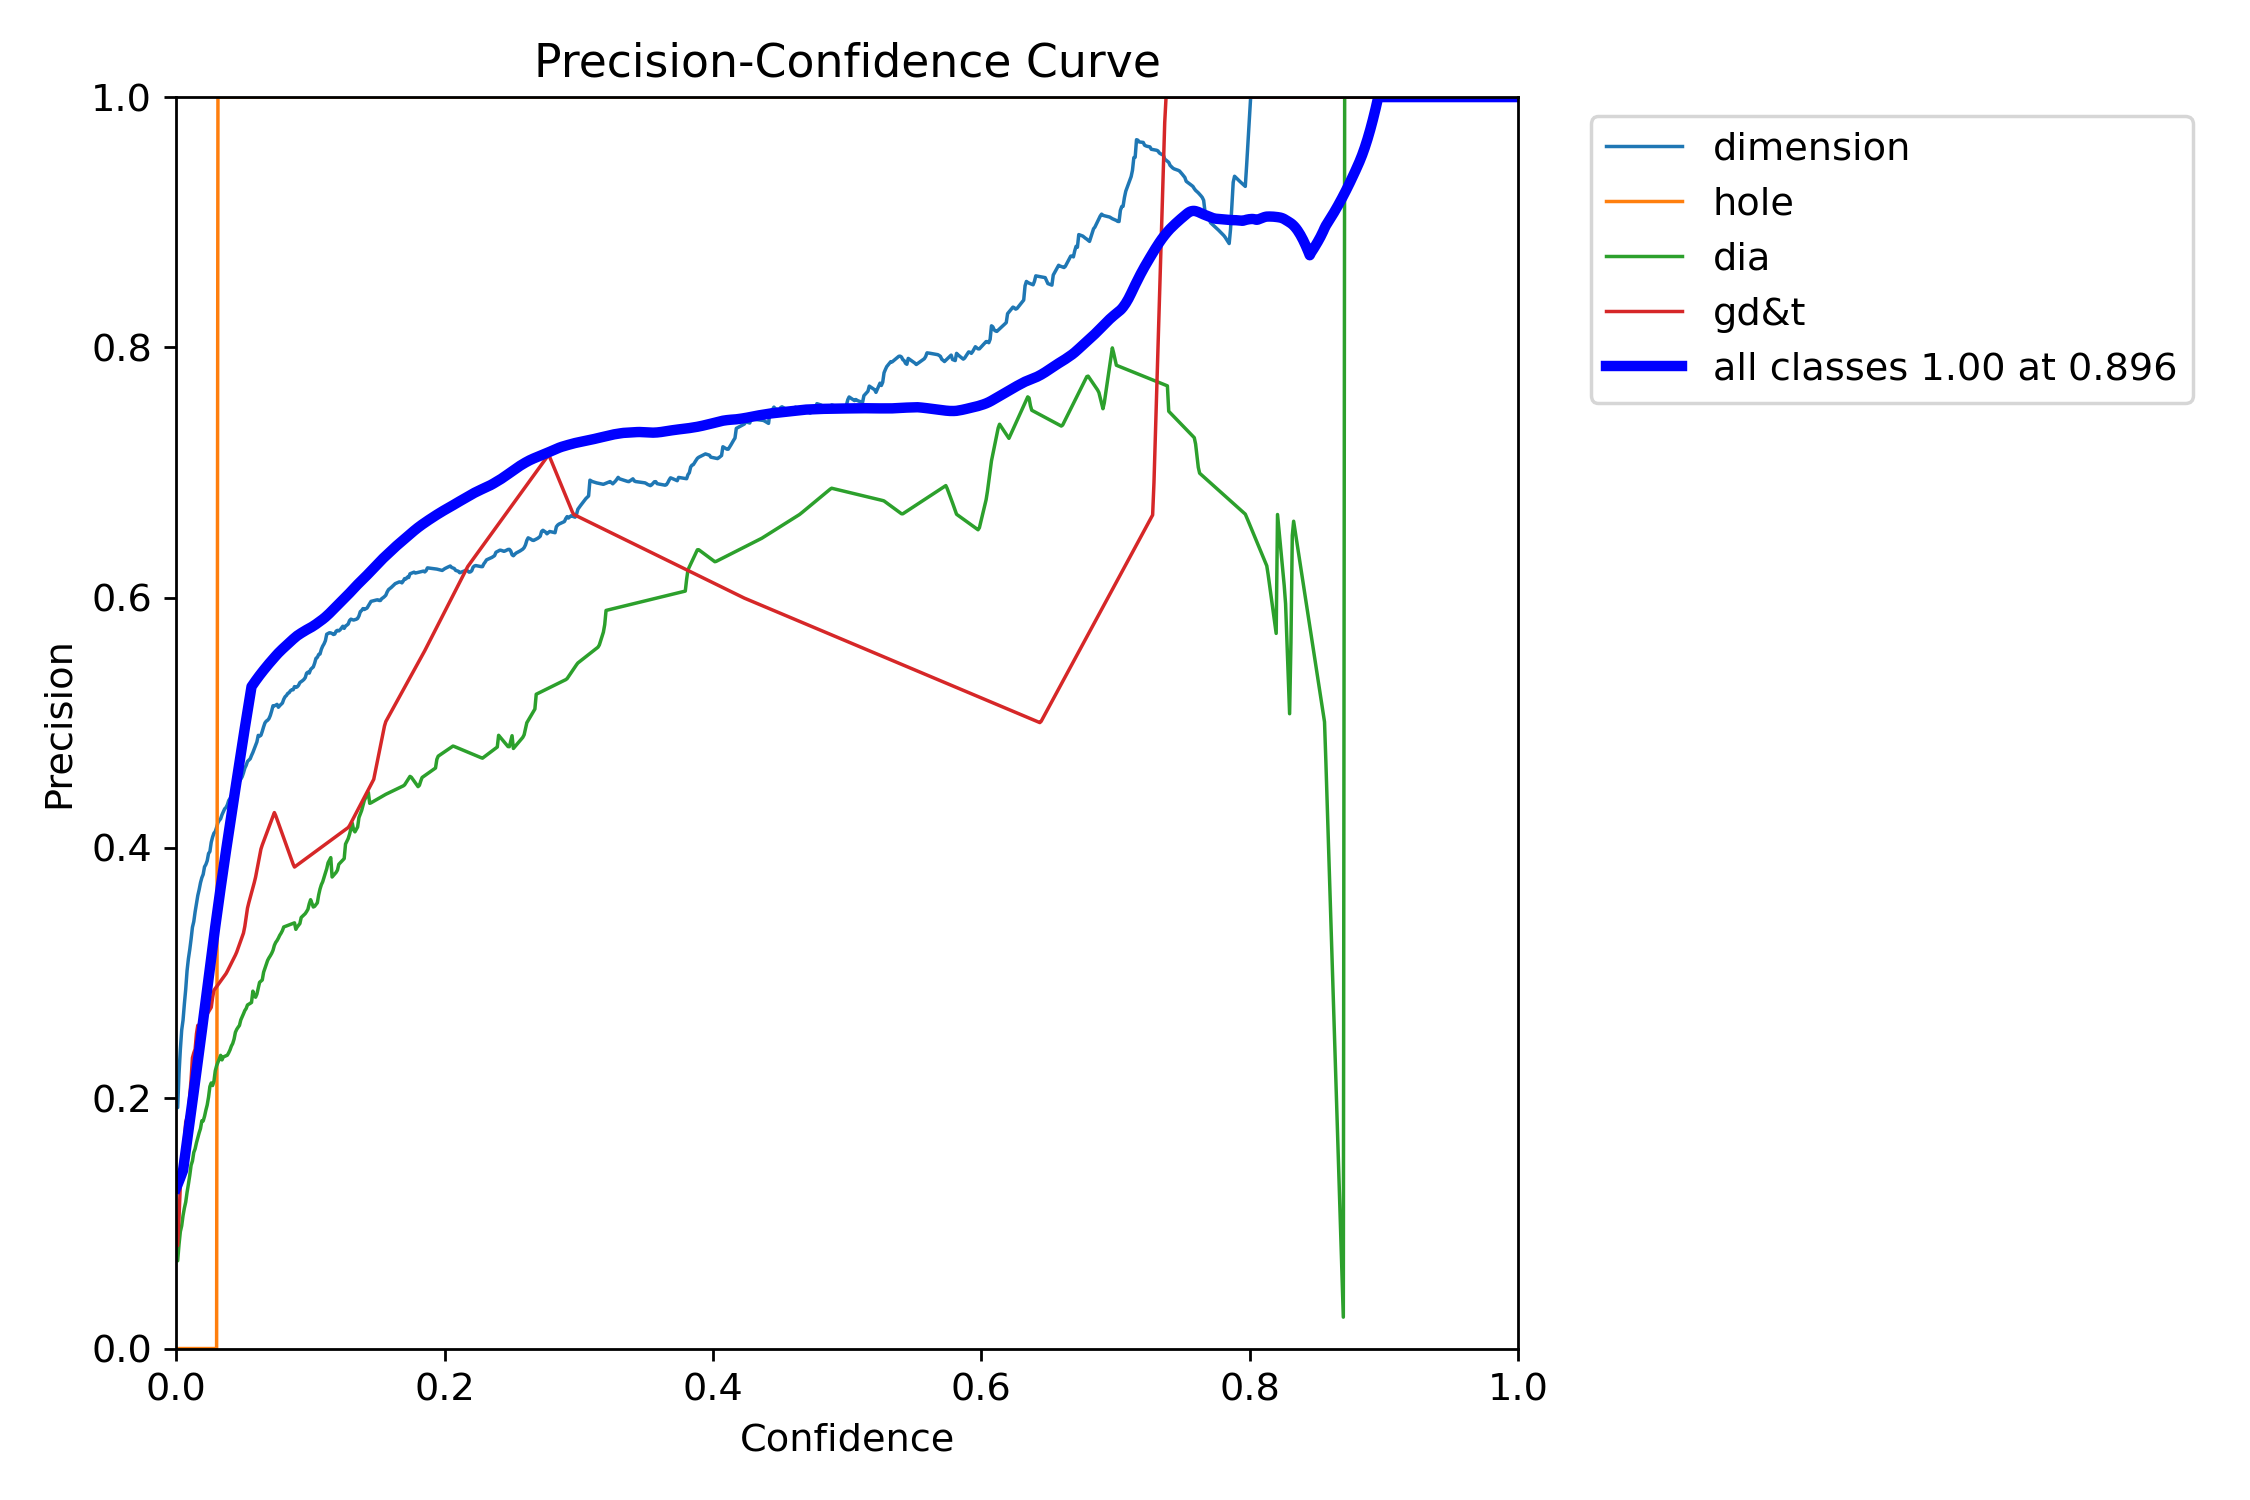 Precision-Confidence Curve
1.0
0.8
0.6
0.4
0.2
0.0
Precision
0.0 0.2 0.4 0.6 0.8 1.0
Confidence
dimension
hole
dia
gd&t
all classes 1.00 at 0.896